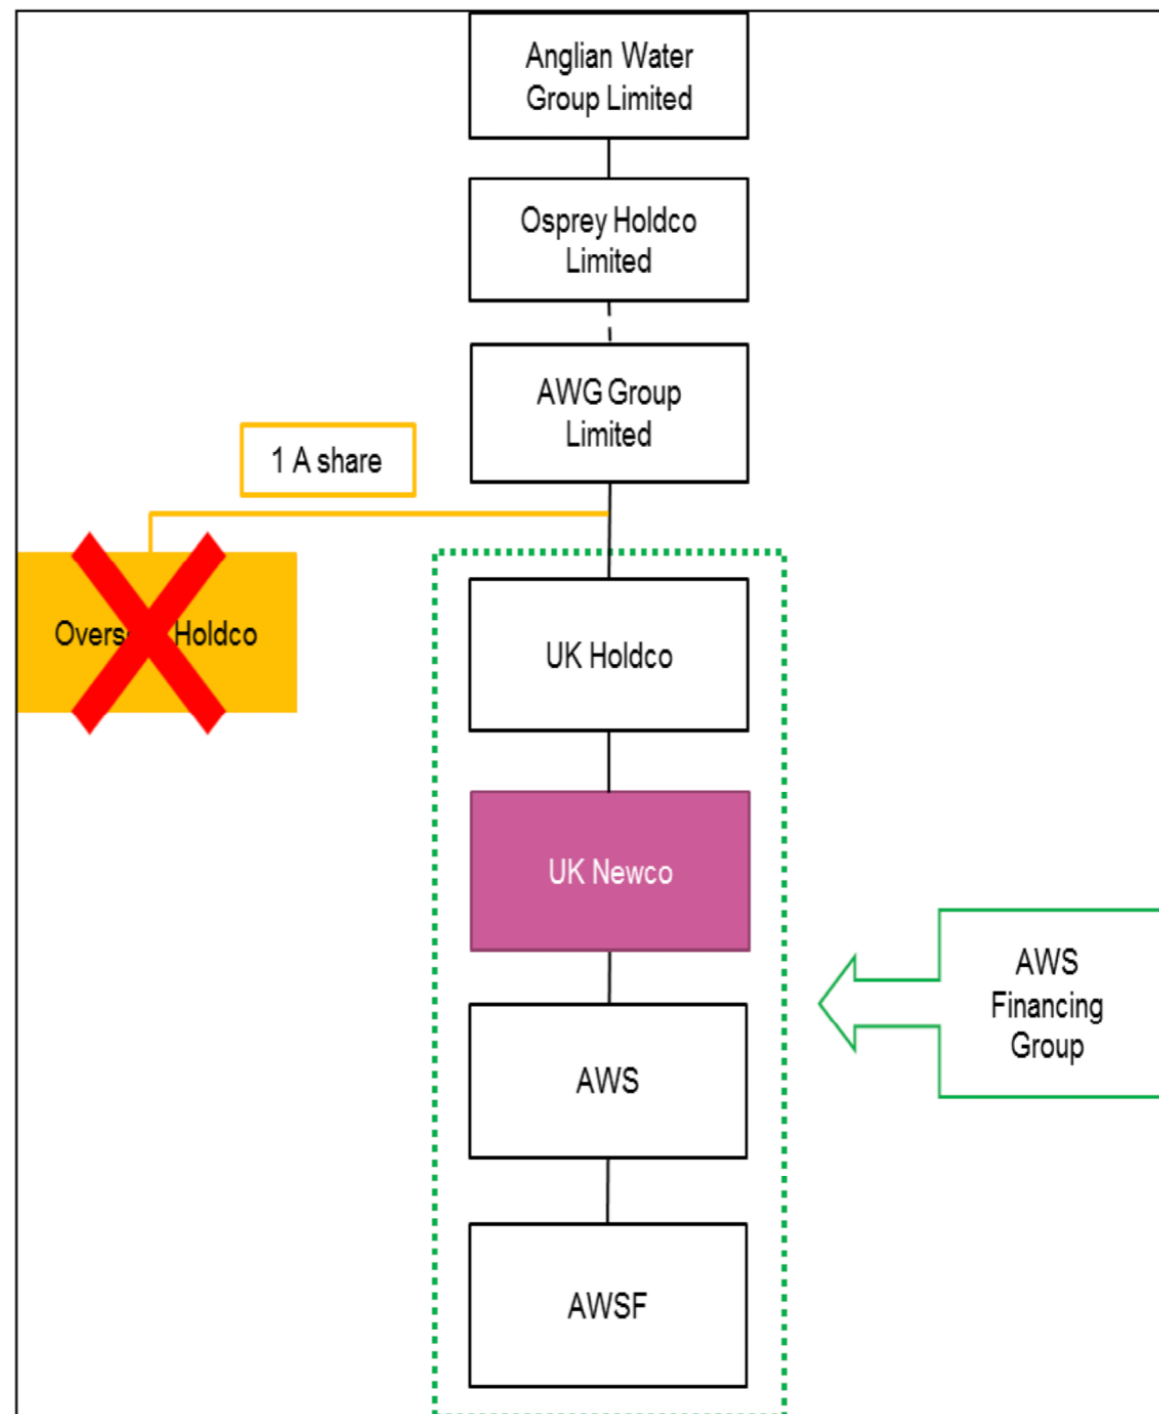 Anglian Water
Group Limited
Osprey Holdco
Limited
AWG Group
Limited
1 A share
Holdco
UK Holdco
UK Newco
AWS
Financing
Group
AWS
AWSF